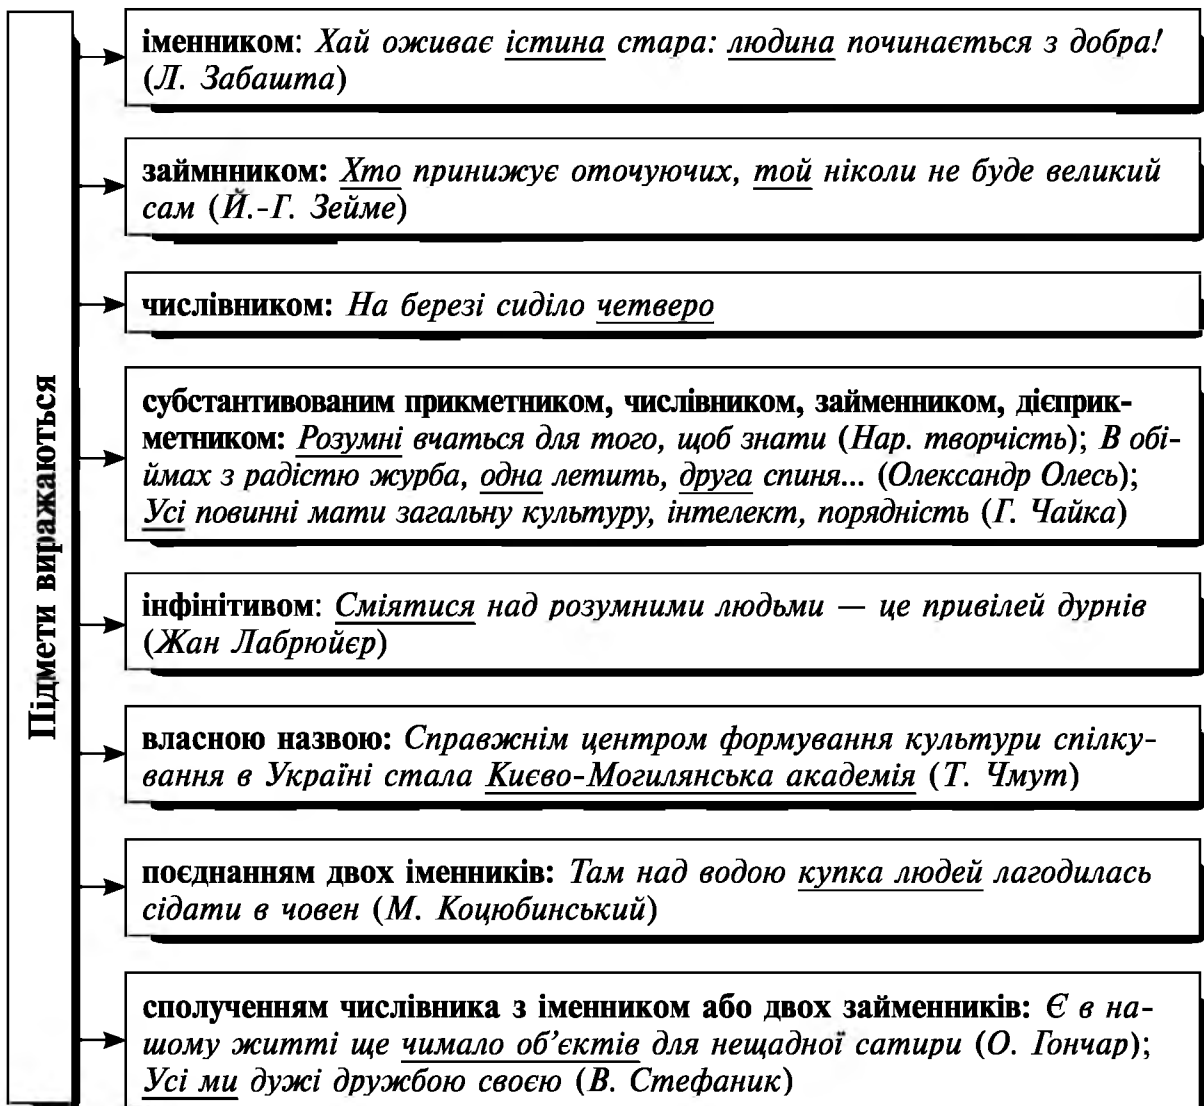 Підмети виражаються
іменником: Хай оживає істина стара: людина починається з добра!
(Л. Забашта)
займнником: Хто принижує оточуючих, той ніколи не буде великий
сам (Й.-Г. Зейме)
числівником: На березі сиділо четверо
субстантивованим прикметником, числівником, займенником, дієприк-
метником: Розумні вчаться для того, щоб знати (Нар. творчість); В обі-
ймах з радістю журба, одна летить, друга спиня... (Олександр Олесь);
Усі повинні мати загальну культуру, інтелект, порядність (Г. Чайка)
інфінітивом: Сміятися над розумними людьми — це привілей дурнів
(Жан Лабрюйєр)
власною назвою: Справжнім центром формування культури спілку-
вання в Україні стала Києво-Могилянська академія (Т. Чмут)
поєднанням двох іменників: Там над водою купка людей лагодилась
сідати в човен (М. Коцюбинський)
сполученням числівника з іменником або двох займенників: Є в на-
шому житті ще чимало об’єктів для нещадної сатири (О. Гончар);
Усі ми дужі дружбою своєю (В. Стефаник)